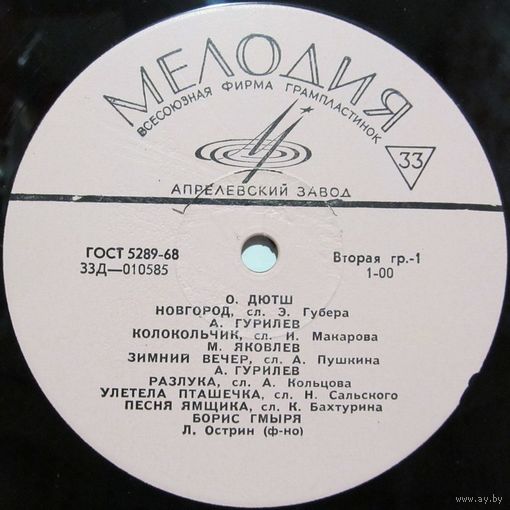 МЕЛОДИЯ
ВСЕСОЮЗНАЯ ФИРМА ГРАМПЛАСТИНОК
33
АПРЕЛЕВСКИЙ ЗАВОД
ГОСТ 5289-68
33Д—010585
Вторая гр.-1
1-00
О. ДЮТШ
НОВГОРОД, сл. Э. Губера
А. ГУРИЛЕВ
КОЛОКОЛЬЧИК, сл. И. Макарова
М. ЯКОВЛЕВ
ЗИМНИЙ ВЕЧЕР, сл. А. Пушкина
А. ГУРИЛЕВ
РАЗЛУКА, сл. А. Кольцова
УЛЕТЕЛА ПТАШЕЧКА, сл. Н. Сальского
ПЕСНЯ ЯМЩИКА, сл. К. Бахтурина
БОРИС ГМЫРЯ
Л. Острин (ф-но)
www.ay.by